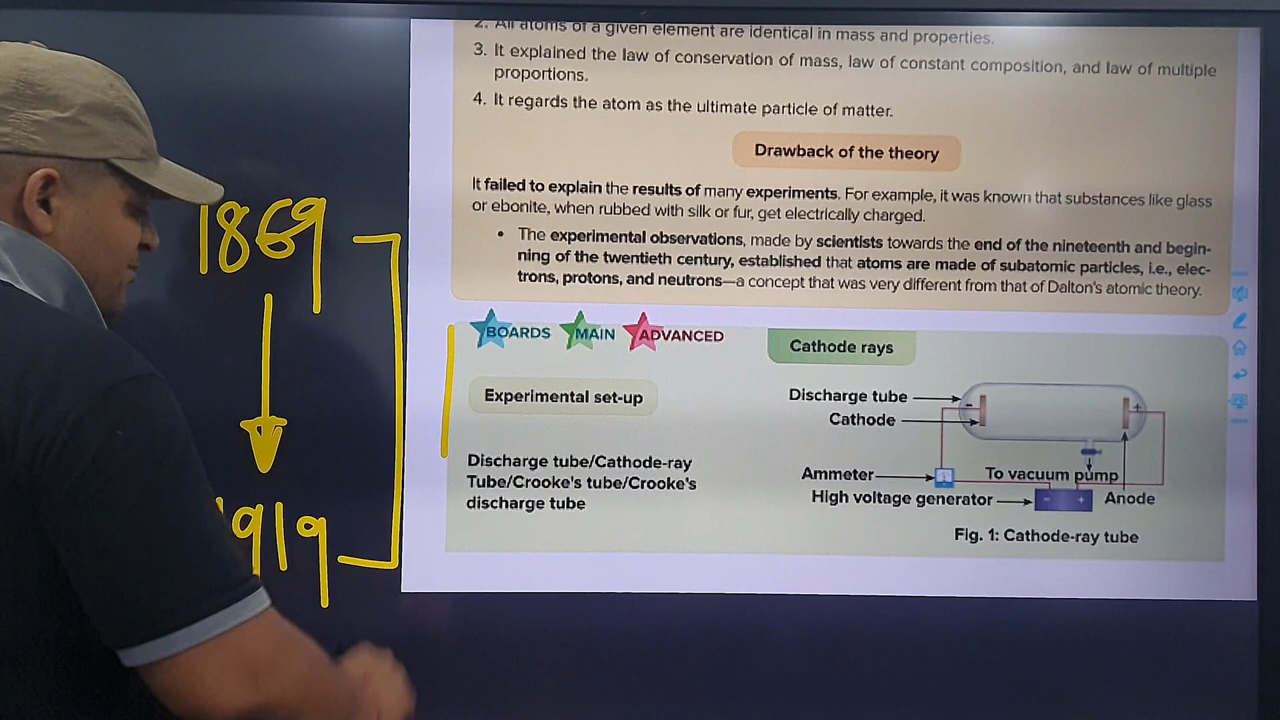 2. All atoms of a given element are identical in mass and properties.
3. It explained the law of conservation of mass, law of constant composition, and law of multiple
proportions.
4. It regards the atom as the ultimate particle of matter.
Drawback of the theory
It failed to explain the results of many experiments. For example, it was known that substances like glass
or ebonite, when rubbed with silk or fur, get electrically charged.
• The experimental observations, made by scientists towards the end of the nineteenth and begin-
ning of the twentieth century, established that atoms are made of subatomic particles, i.e., elec-
trons, protons, and neutrons—a concept that was very different from that of Dalton's atomic theory.
1869
919
BOARDS MAIN ADVANCED
Cathode rays
Experimental set-up
Discharge tube/Cathode-ray
Tube/Crooke's tube/Crooke's
discharge tube
Discharge tube
Cathode
- +
Ammeter
To vacuum pump
High voltage generator
- +
Anode
Fig. 1: Cathode-ray tube